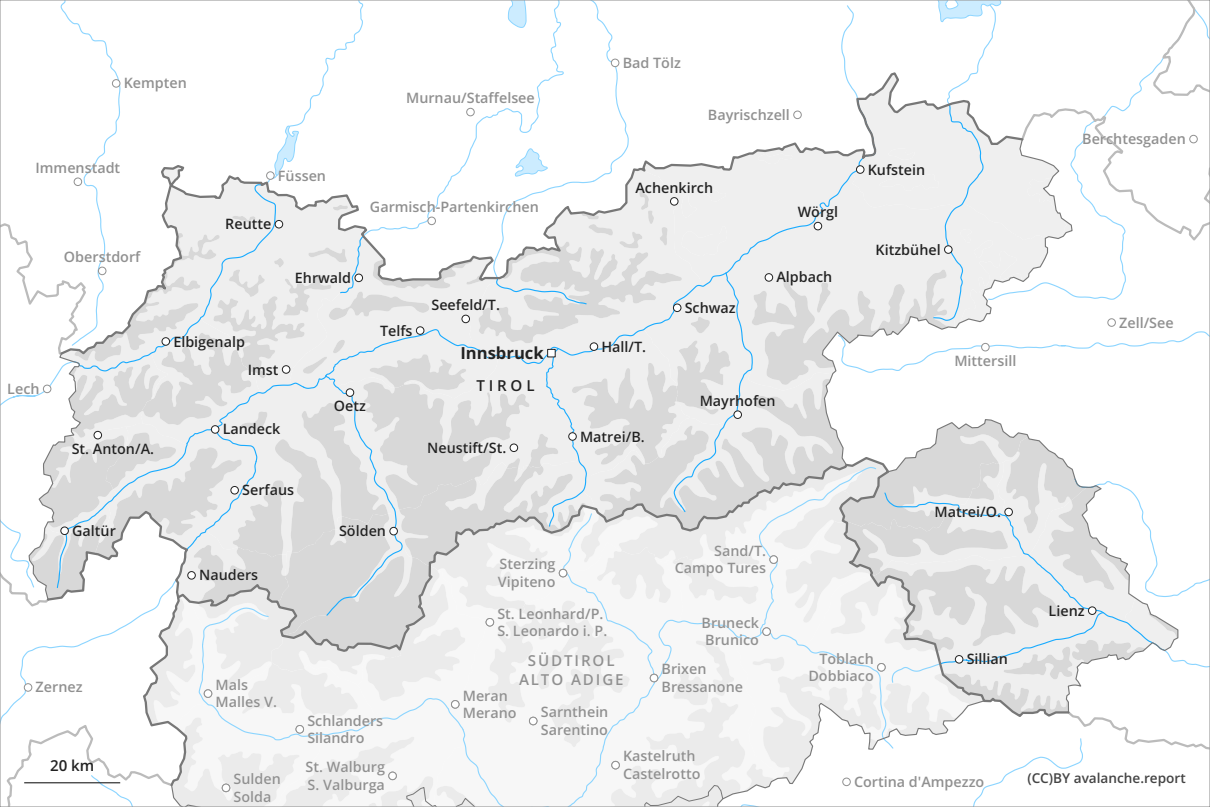 Kempten
Bad Tölz
Murnau/Staffelsee
Bayrischzell
Berchtesgaden
Immenstadt
Füssen
Kufstein
Achenkirch
Garmisch-Partenkirchen
Wörgl
Reutte
Kitzbühel
Oberstdorf
Ehrwald
Alpbach
Seefeld/T.
Schwaz
Zell/See
Telfs
Elbigenalp
Innsbruck
Hall/T.
Mittersill
Imst
TIROL
Lech
Oetz
Mayrhofen
Landeck
Matrei/B.
St. Anton/A.
Neustift/St.
Serfaus
Matrei/O.
Galtür
Sölden
Sand/T.
Campo Tures
Sterzing
Vipiteno
Nauders
Lienz
St. Leonhard/P.
S. Leonardo i. P.
Bruneck
Brunico
SÜDTIROL
ALTO ADIGE
Toblach
Dobbiaco
Sillian
Brixen
Bressanone
Zernez
Mals
Malles V.
Meran
Merano
Sarnthein
Sarentino
Schlanders
Silandro
Kastelruth
Castelrotto
St. Walburg
S. Valburga
20 km
Sulden
Solda
Cortina d'Ampezzo
(CC)BY avalanche.report